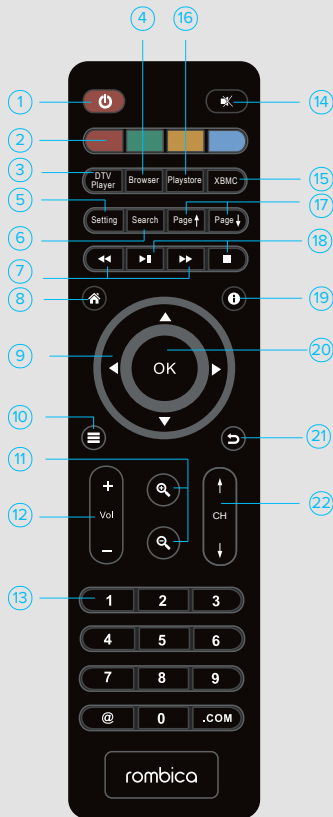 4 16
1 14
2
3 DTV Player Browser Playstore XBMC 15
5 17
Setting Search Page↑ Page↓
6 18
7
8 19
9 OK 20
10 21
11
+
12 Vol CH 22
−
13 1 2 3
4 5 6
7 8 9
@ 0 .COM
rombica